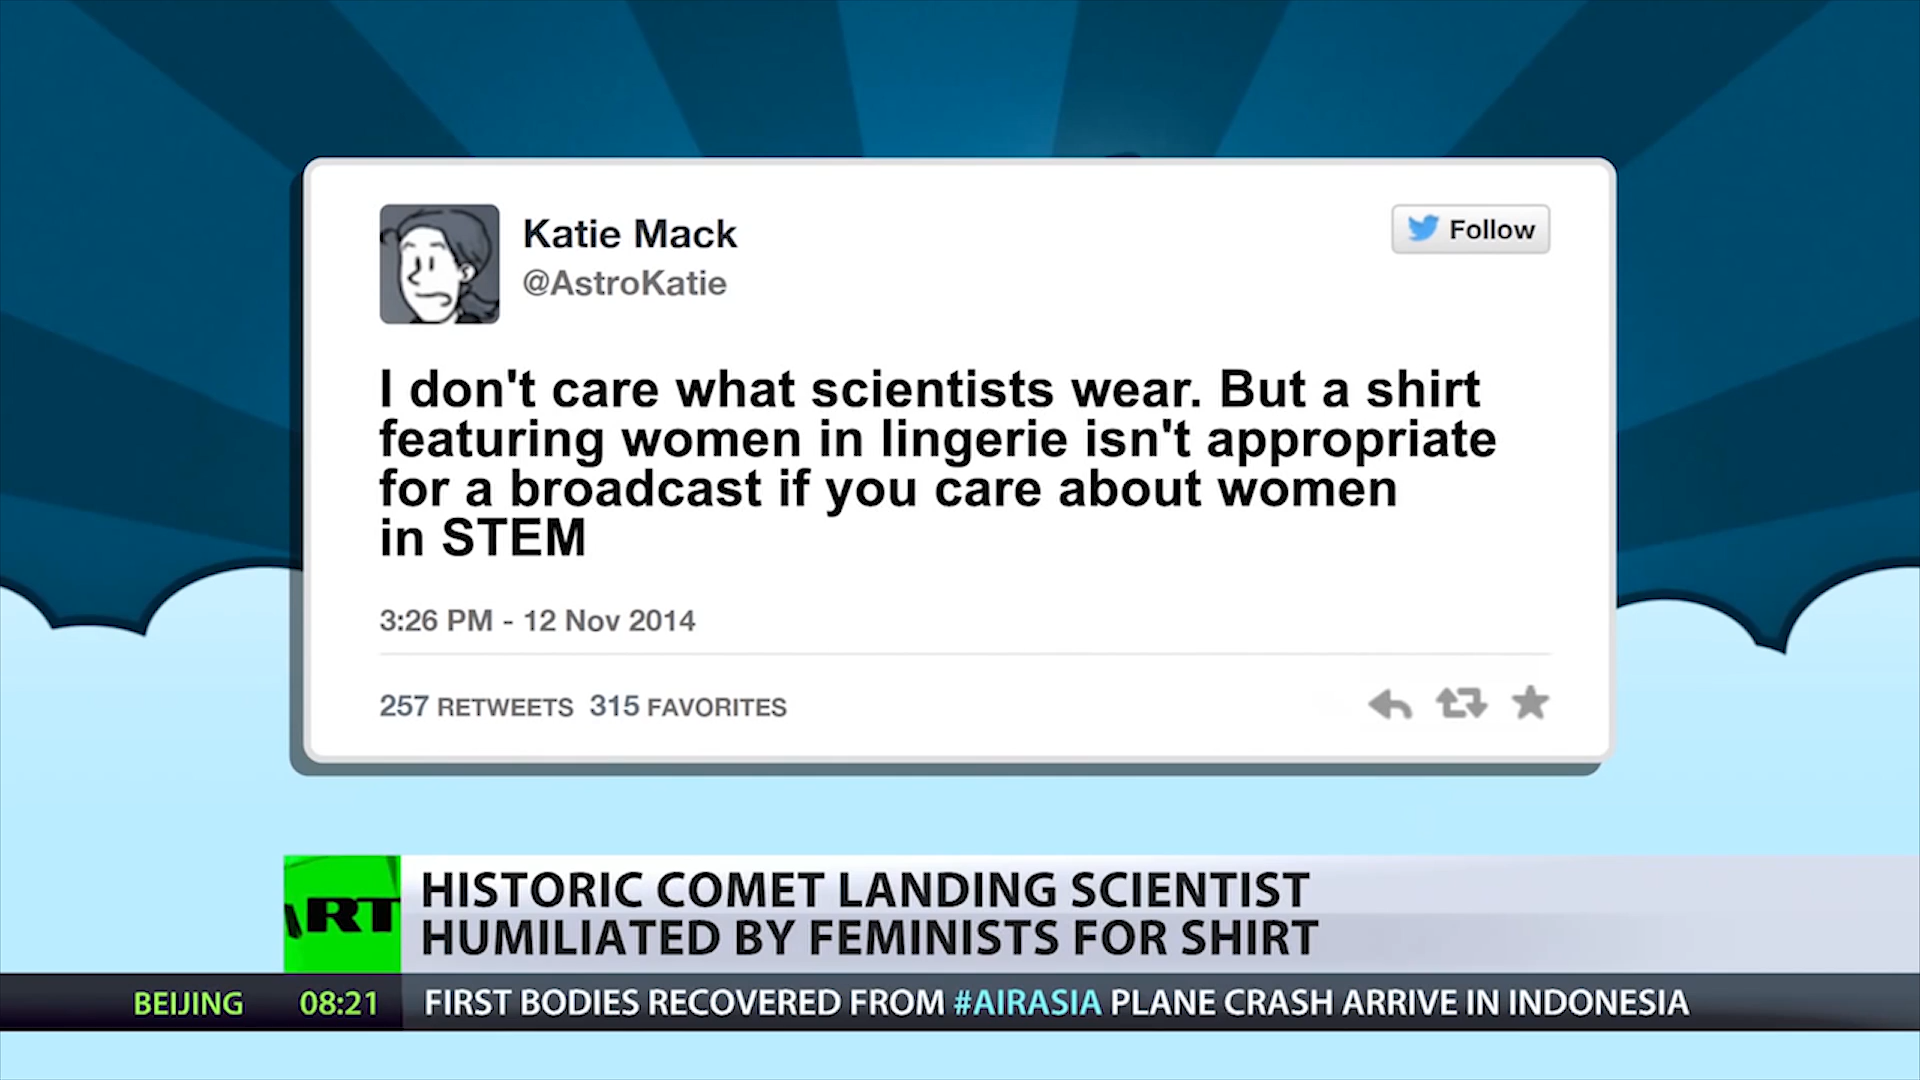 Katie Mack
@AstroKatie
Follow
I don't care what scientists wear. But a shirt
featuring women in lingerie isn't appropriate
for a broadcast if you care about women
in STEM
3:26 PM - 12 Nov 2014
257 RETWEETS 315 FAVORITES
RT
HISTORIC COMET LANDING SCIENTIST
HUMILIATED BY FEMINISTS FOR SHIRT
BEIJING 08:21 FIRST BODIES RECOVERED FROM #AIRASIA PLANE CRASH ARRIVE IN INDONESIA